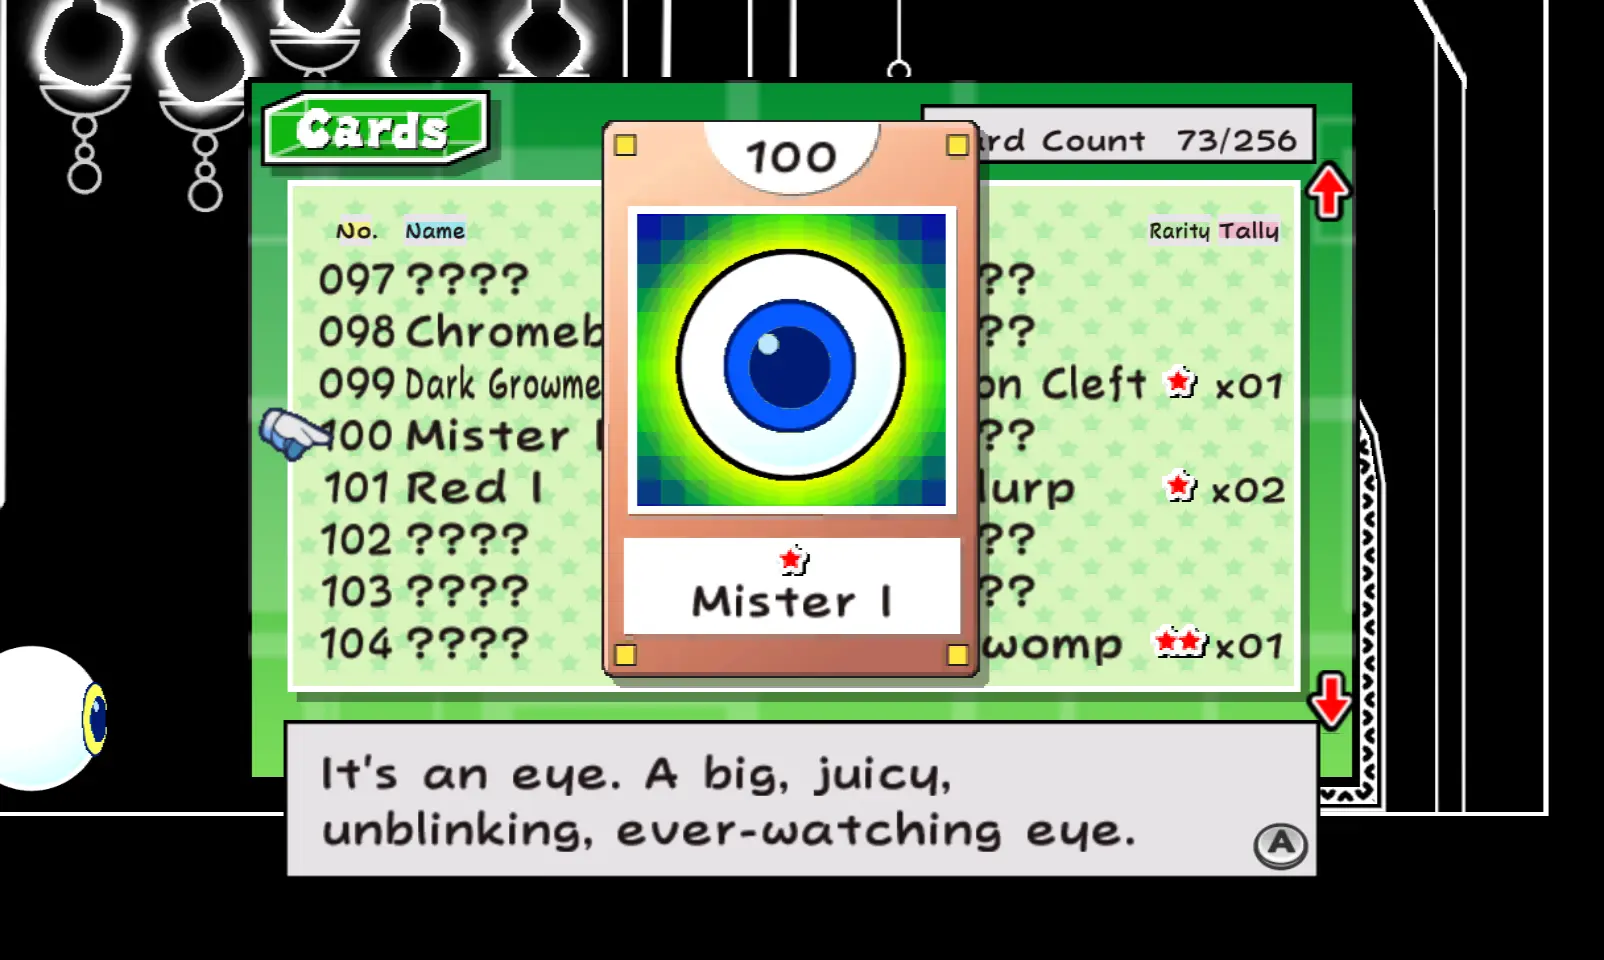 Cards
100
Card Count 73/256
No. Name
Rarity Tally
097 ????
??
098 Chromeb
??
099 Dark Growme
on Cleft x01
100 Mister I
??
101 Red I
lurp x02
102 ????
??
103 ????
??
104 ????
womp x01
Mister I
It's an eye. A big, juicy,
unblinking, ever-watching eye.
A